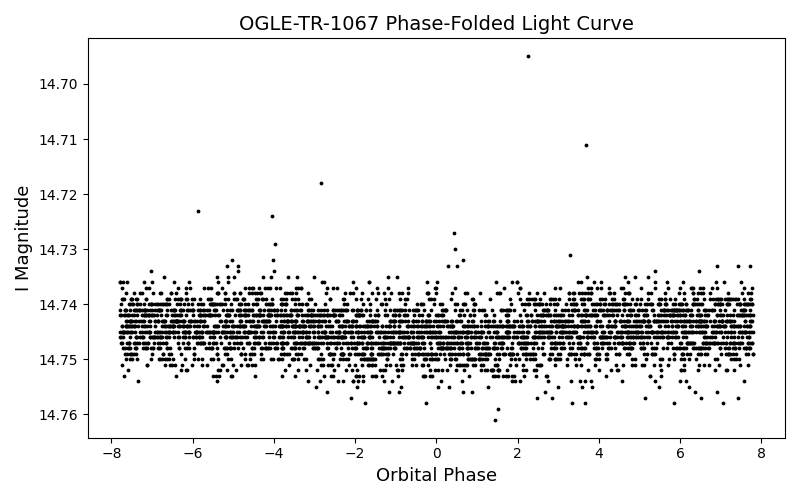 OGLE-TR-1067 Phase-Folded Light Curve
14.70
14.71
14.72
14.73
14.74
14.75
14.76
I Magnitude
−8 −6 −4 −2 0 2 4 6 8
Orbital Phase